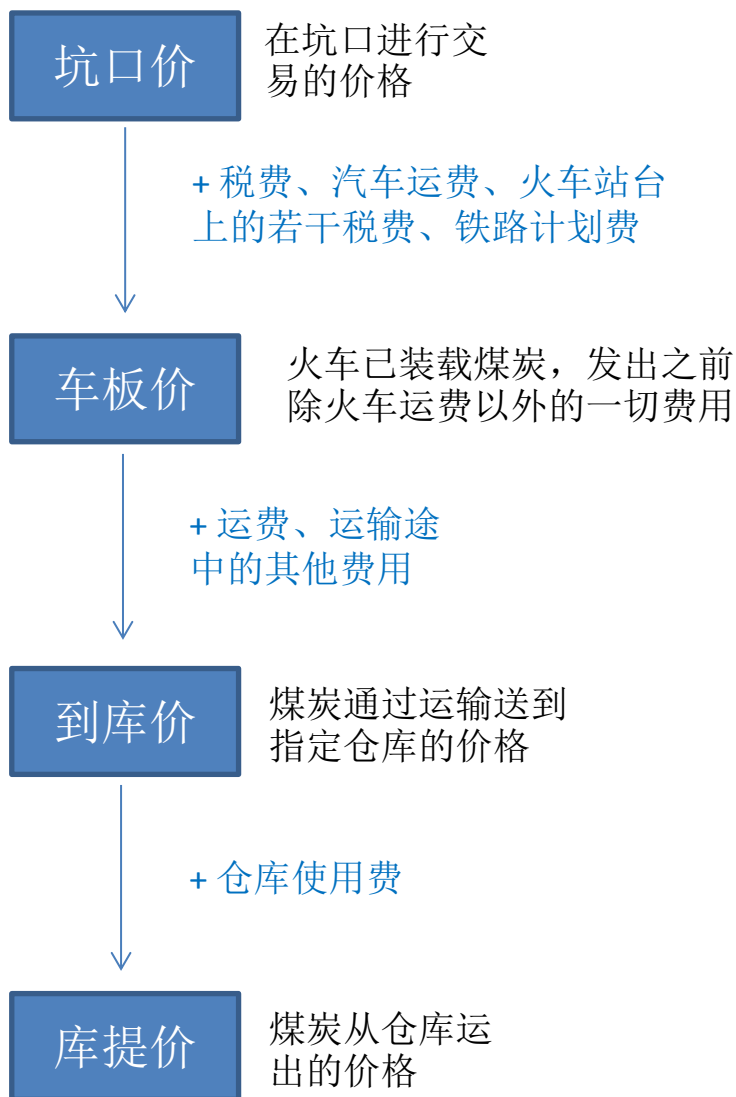 坑口价
在坑口进行交
易的价格
+ 税费、汽车运费、火车站台
上的若干税费、铁路计划费
车板价
火车已装载煤炭，发出之前
除火车运费以外的一切费用
+ 运费、运输途
中的其他费用
到库价
煤炭通过运输送到
指定仓库的价格
+ 仓库使用费
库提价
煤炭从仓库运
出的价格